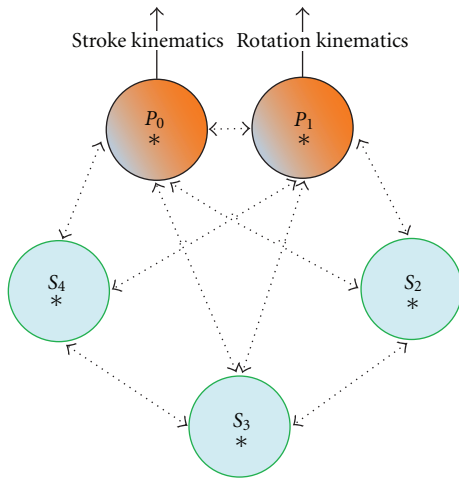 Stroke kinematics Rotation kinematics
P0 P1
* *
S4 S2
* *
S3
*